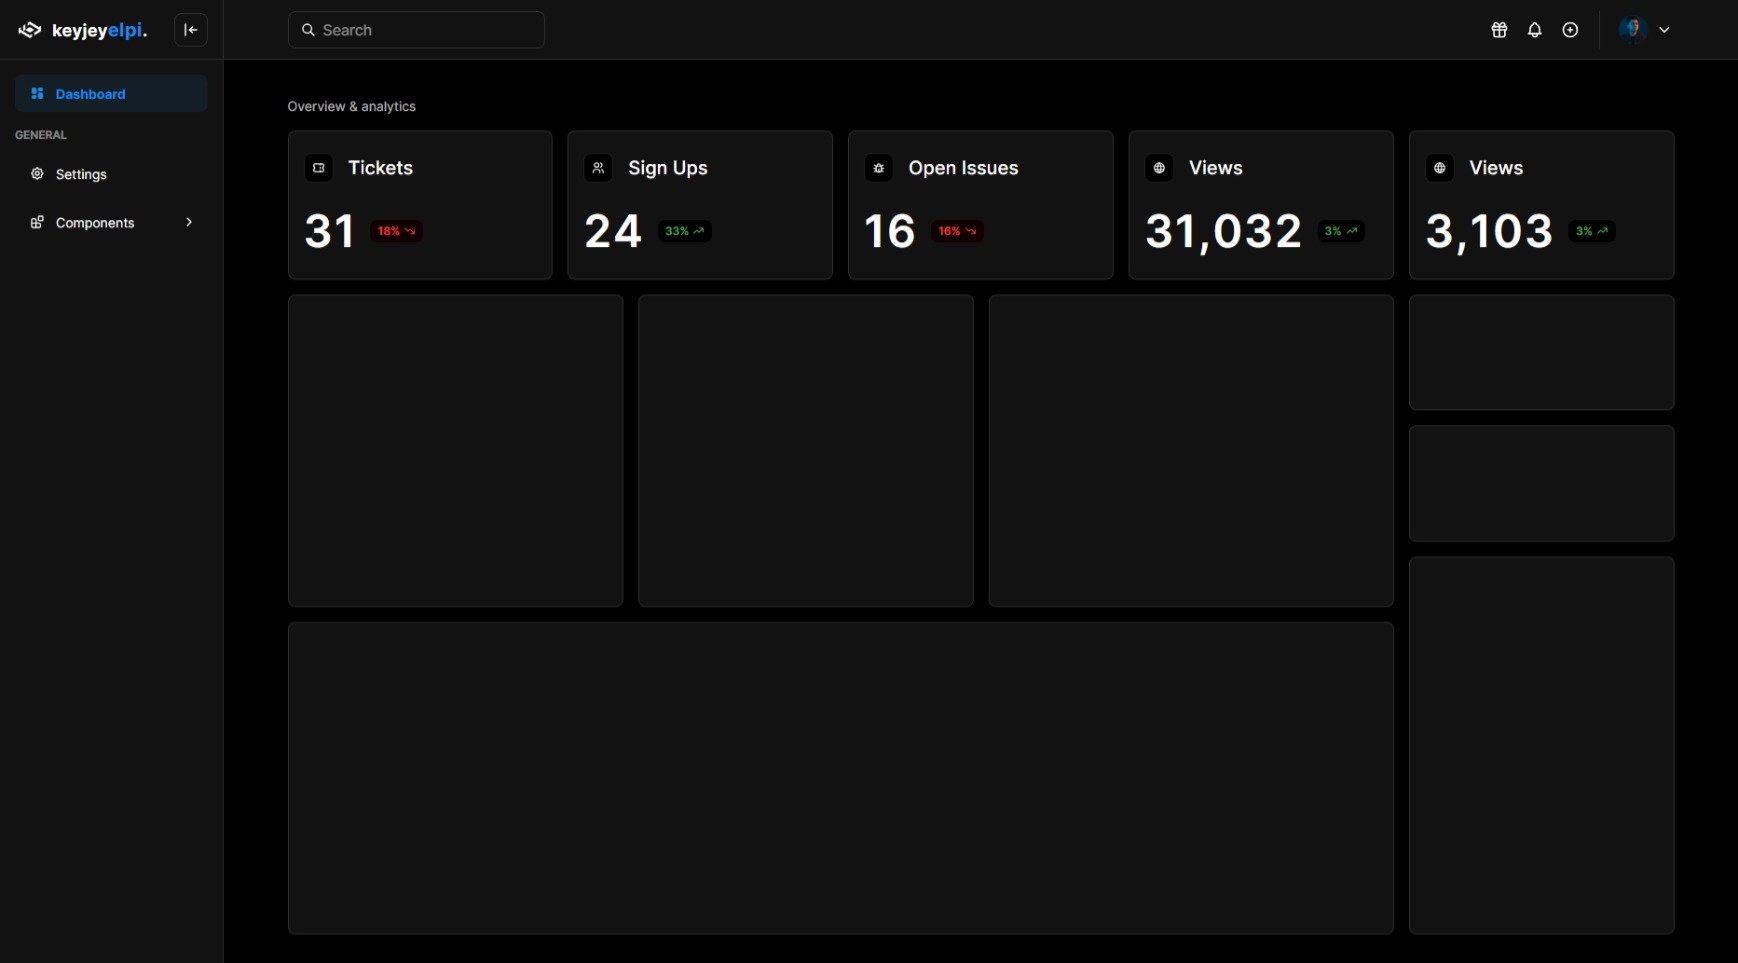 keyjeyelpi.
Search
Dashboard
GENERAL
Settings
Components
Overview & analytics
Tickets
31 18%
Sign Ups
24 33%
Open Issues
16 16%
Views
31,032 3%
Views
3,103 3%